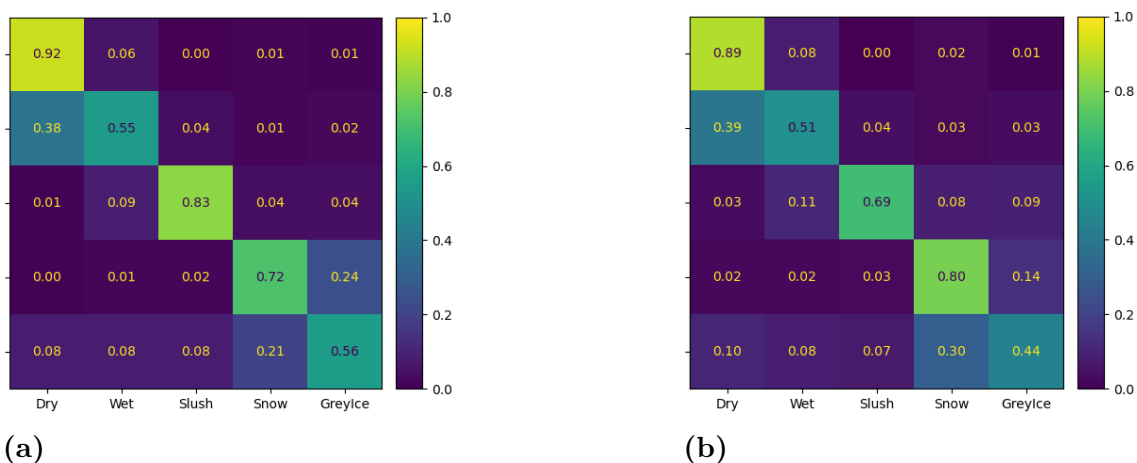 1.0
0.92 0.06 0.00 0.01 0.01
0.8
0.38 0.55 0.04 0.01 0.02
0.6
0.01 0.09 0.83 0.04 0.04
0.4
0.00 0.01 0.02 0.72 0.24
0.2
0.08 0.08 0.08 0.21 0.56
0.0
Dry Wet Slush Snow GreyIce
(a)
1.0
0.89 0.08 0.00 0.02 0.01
0.8
0.39 0.51 0.04 0.03 0.03
0.6
0.03 0.11 0.69 0.08 0.09
0.4
0.02 0.02 0.03 0.80 0.14
0.2
0.10 0.08 0.07 0.30 0.44
0.0
Dry Wet Slush Snow GreyIce
(b)